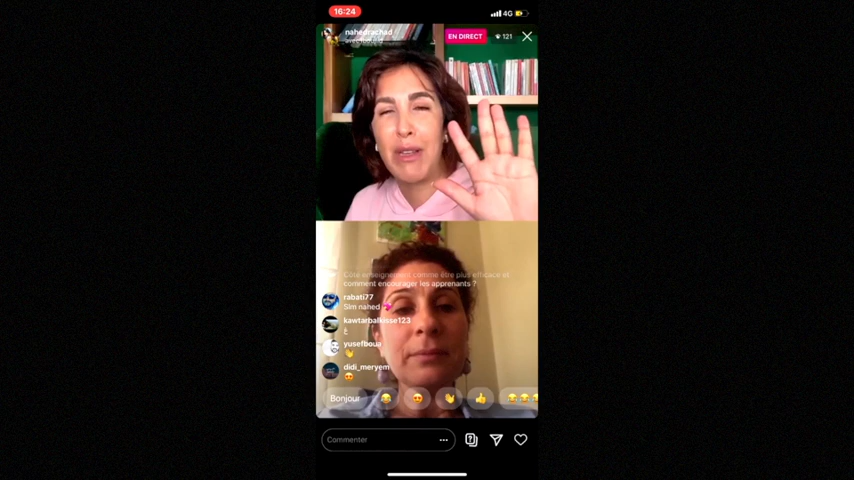 16:24
4G
nahedrachad
EN DIRECT
121
Côté enseignement comme être plus efficace et
comment encourager les apprenants ?
rabati77
Slm nahed 💞
kawtarbalkisse123
غ
yusefboua
👋
didi_meryem
😍
Bonjour
Commenter